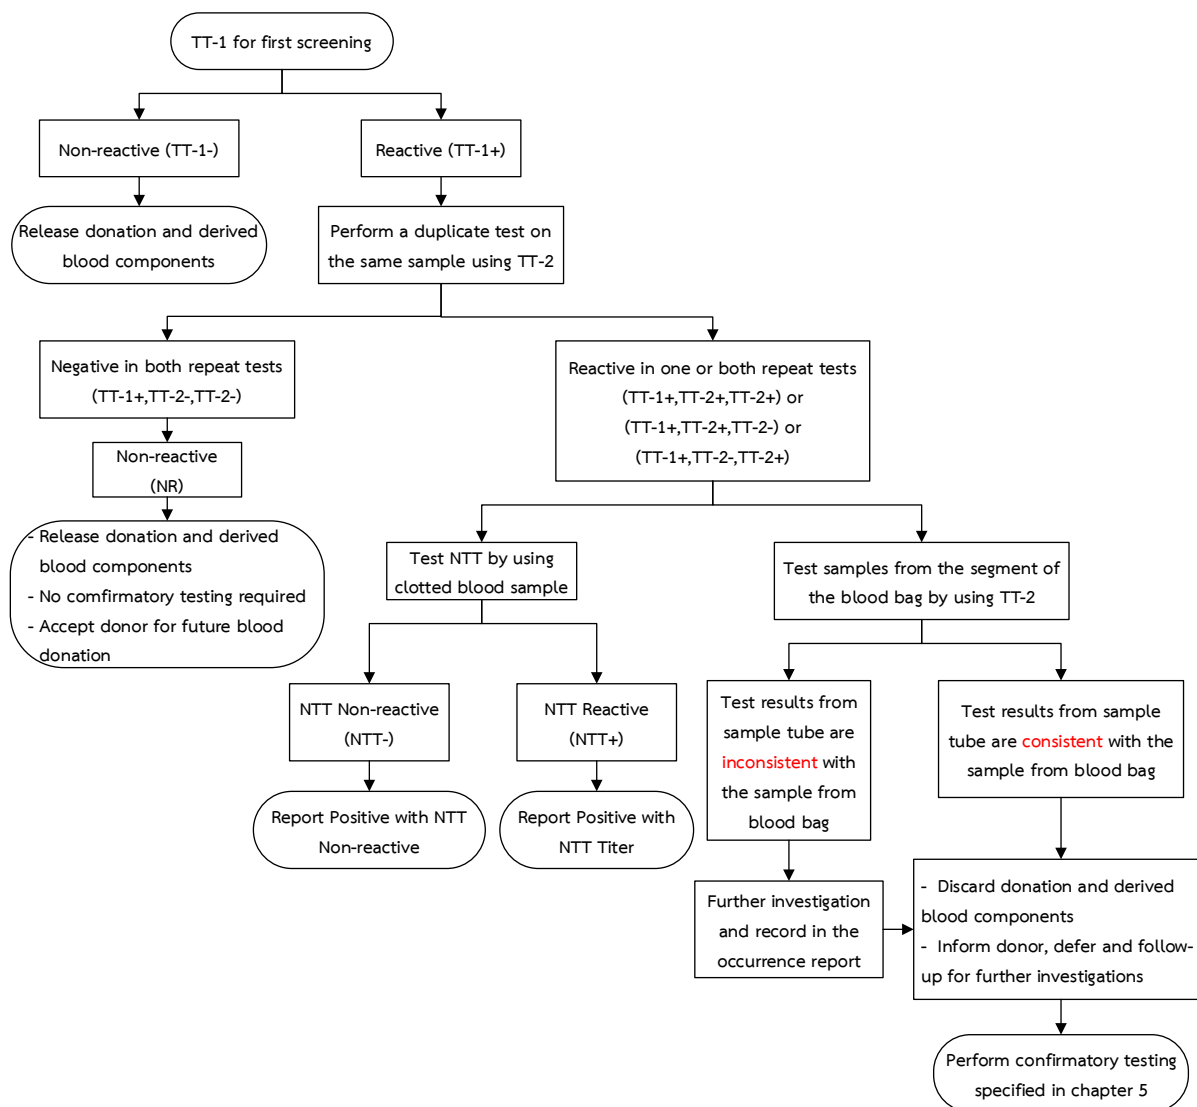 TT-1 for first screening
Non-reactive (TT-1-)
Reactive (TT-1+)
Release donation and derived
blood components
Perform a duplicate test on
the same sample using TT-2
Negative in both repeat tests
(TT-1+,TT-2-,TT-2-)
Reactive in one or both repeat tests
(TT-1+,TT-2+,TT-2+) or
(TT-1+,TT-2+,TT-2-) or
(TT-1+,TT-2-,TT-2+)
Non-reactive
(NR)
- Release donation and derived
blood components
- No comfirmatory testing required
- Accept donor for future blood
donation
Test NTT by using
clotted blood sample
Test samples from the segment of
the blood bag by using TT-2
NTT Non-reactive
(NTT-)
NTT Reactive
(NTT+)
Test results from
sample tube are
inconsistent with
the sample from
blood bag
Test results from sample
tube are consistent with the
sample from blood bag
Report Positive with NTT
Non-reactive
Report Positive with
NTT Titer
Further investigation
and record in the
occurrence report
- Discard donation and derived
blood components
- Inform donor, defer and follow-
up for further investigations
Perform confirmatory testing
specified in chapter 5